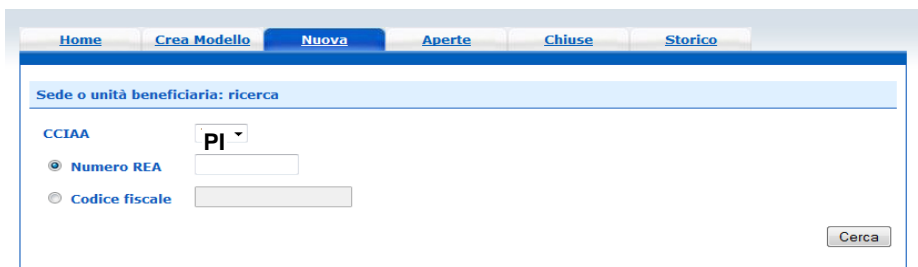 Home Crea Modello Nuova Aperte Chiuse Storico
Sede o unità beneficiaria: ricerca
CCIAA PI
Numero REA
Codice fiscale
Cerca